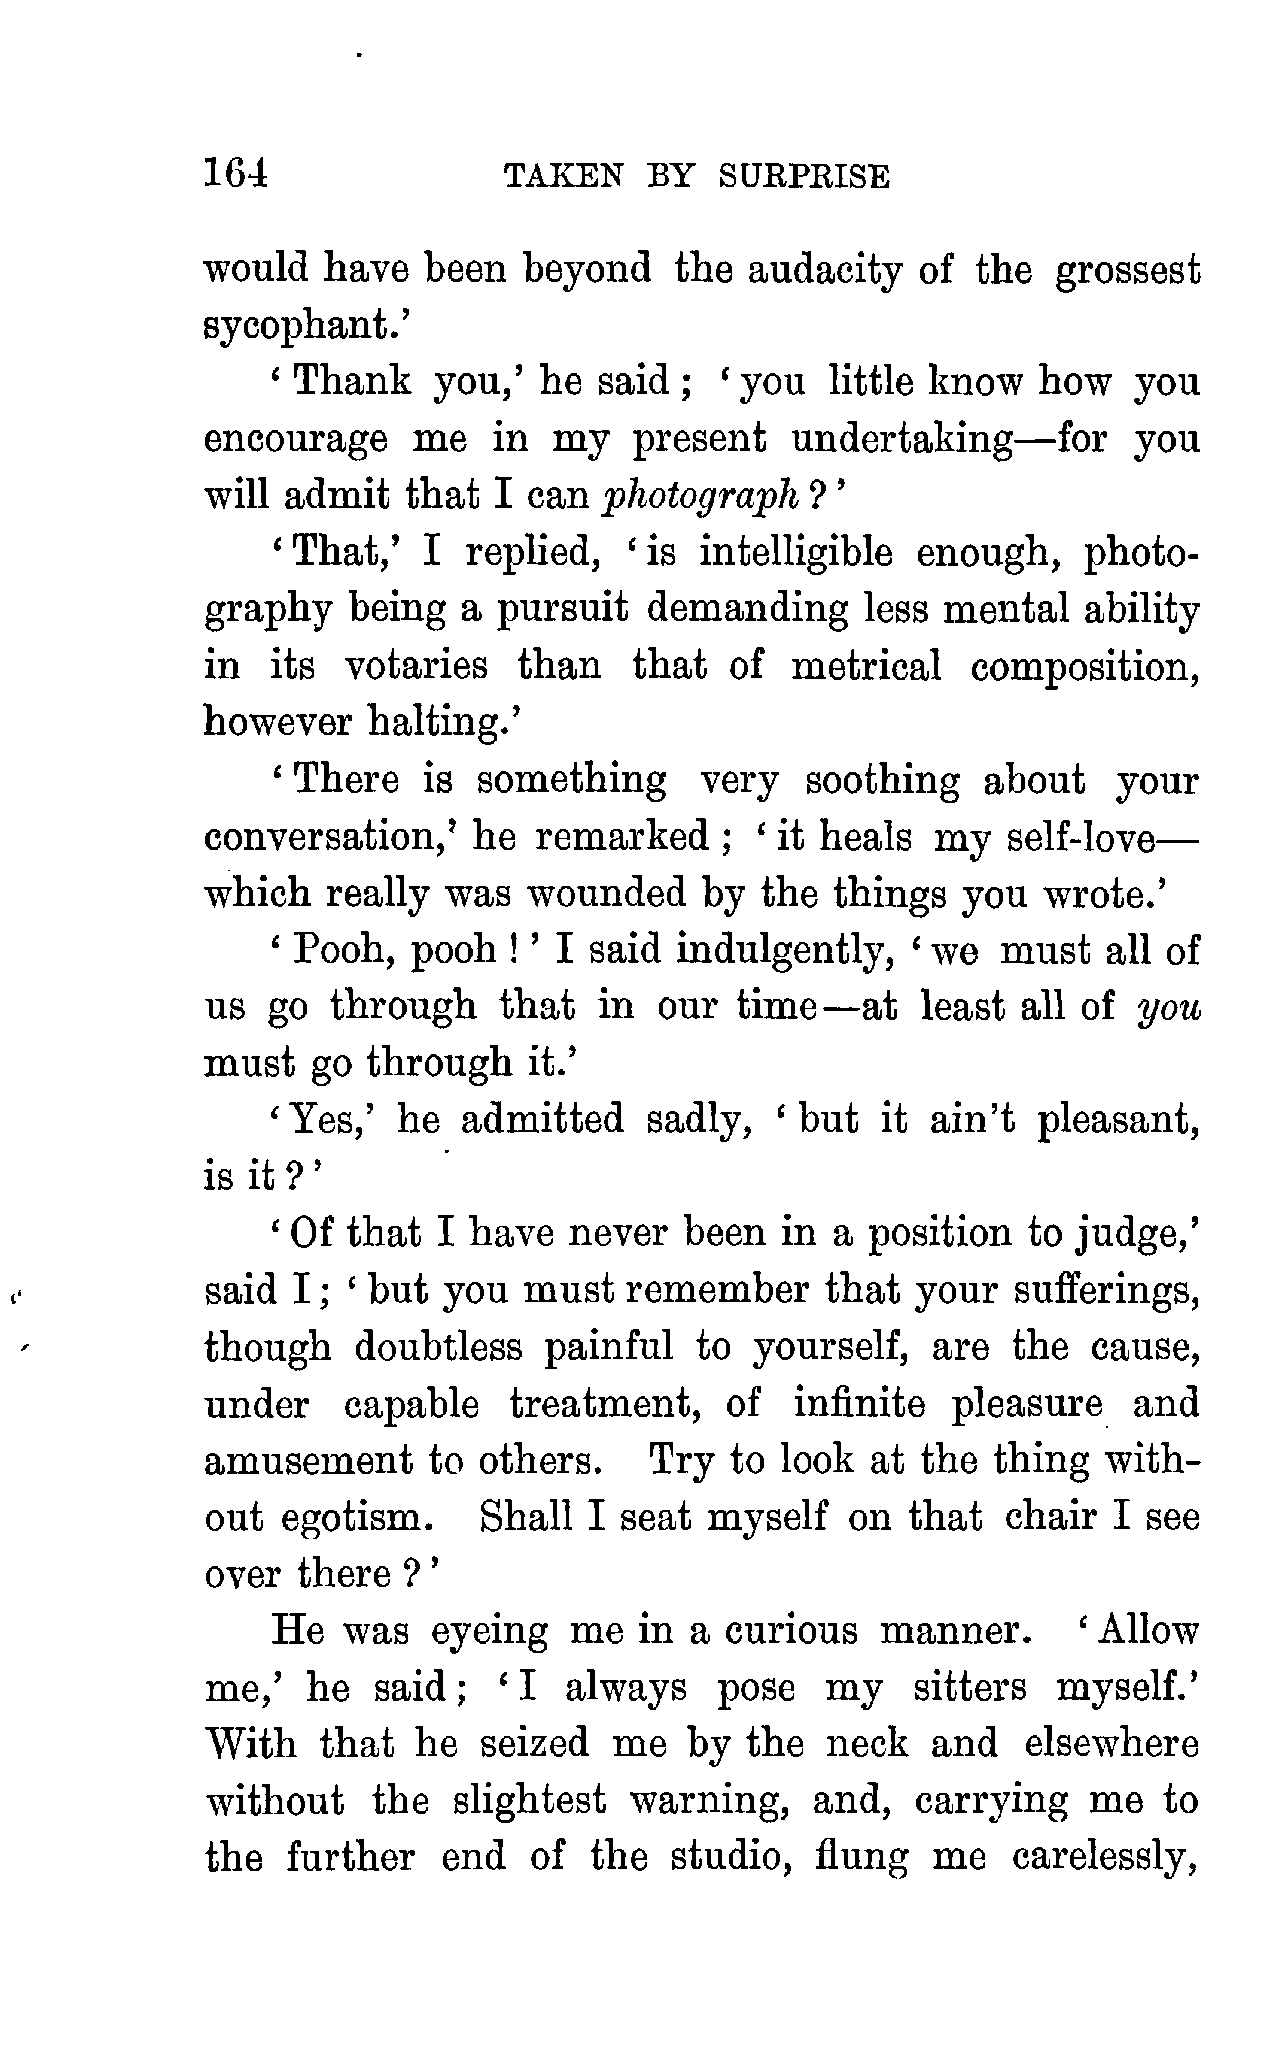 164 TAKEN BY SURPRISE
would have been beyond the audacity of the grossest
sycophant.’
‘Thank you,’ he said; ‘you little know how you
encourage me in my present undertaking—for you
will admit that I can photograph?’
‘That,’ I replied, ‘is intelligible enough, photo-
graphy being a pursuit demanding less mental ability
in its votaries than that of metrical composition,
however halting.’
‘There is something very soothing about your
conversation,’ he remarked; ‘it heals my self-love—
which really was wounded by the things you wrote.’
‘Pooh, pooh!’ I said indulgently, ‘we must all of
us go through that in our time—at least all of you
must go through it.’
‘Yes,’ he admitted sadly, ‘but it ain’t pleasant,
is it?’
‘Of that I have never been in a position to judge,’
said I; ‘but you must remember that your sufferings,
though doubtless painful to yourself, are the cause,
under capable treatment, of infinite pleasure and
amusement to others. Try to look at the thing with-
out egotism. Shall I seat myself on that chair I see
over there?’
He was eyeing me in a curious manner. ‘Allow
me,’ he said; ‘I always pose my sitters myself.’
With that he seized me by the neck and elsewhere
without the slightest warning, and, carrying me to
the further end of the studio, flung me carelessly,